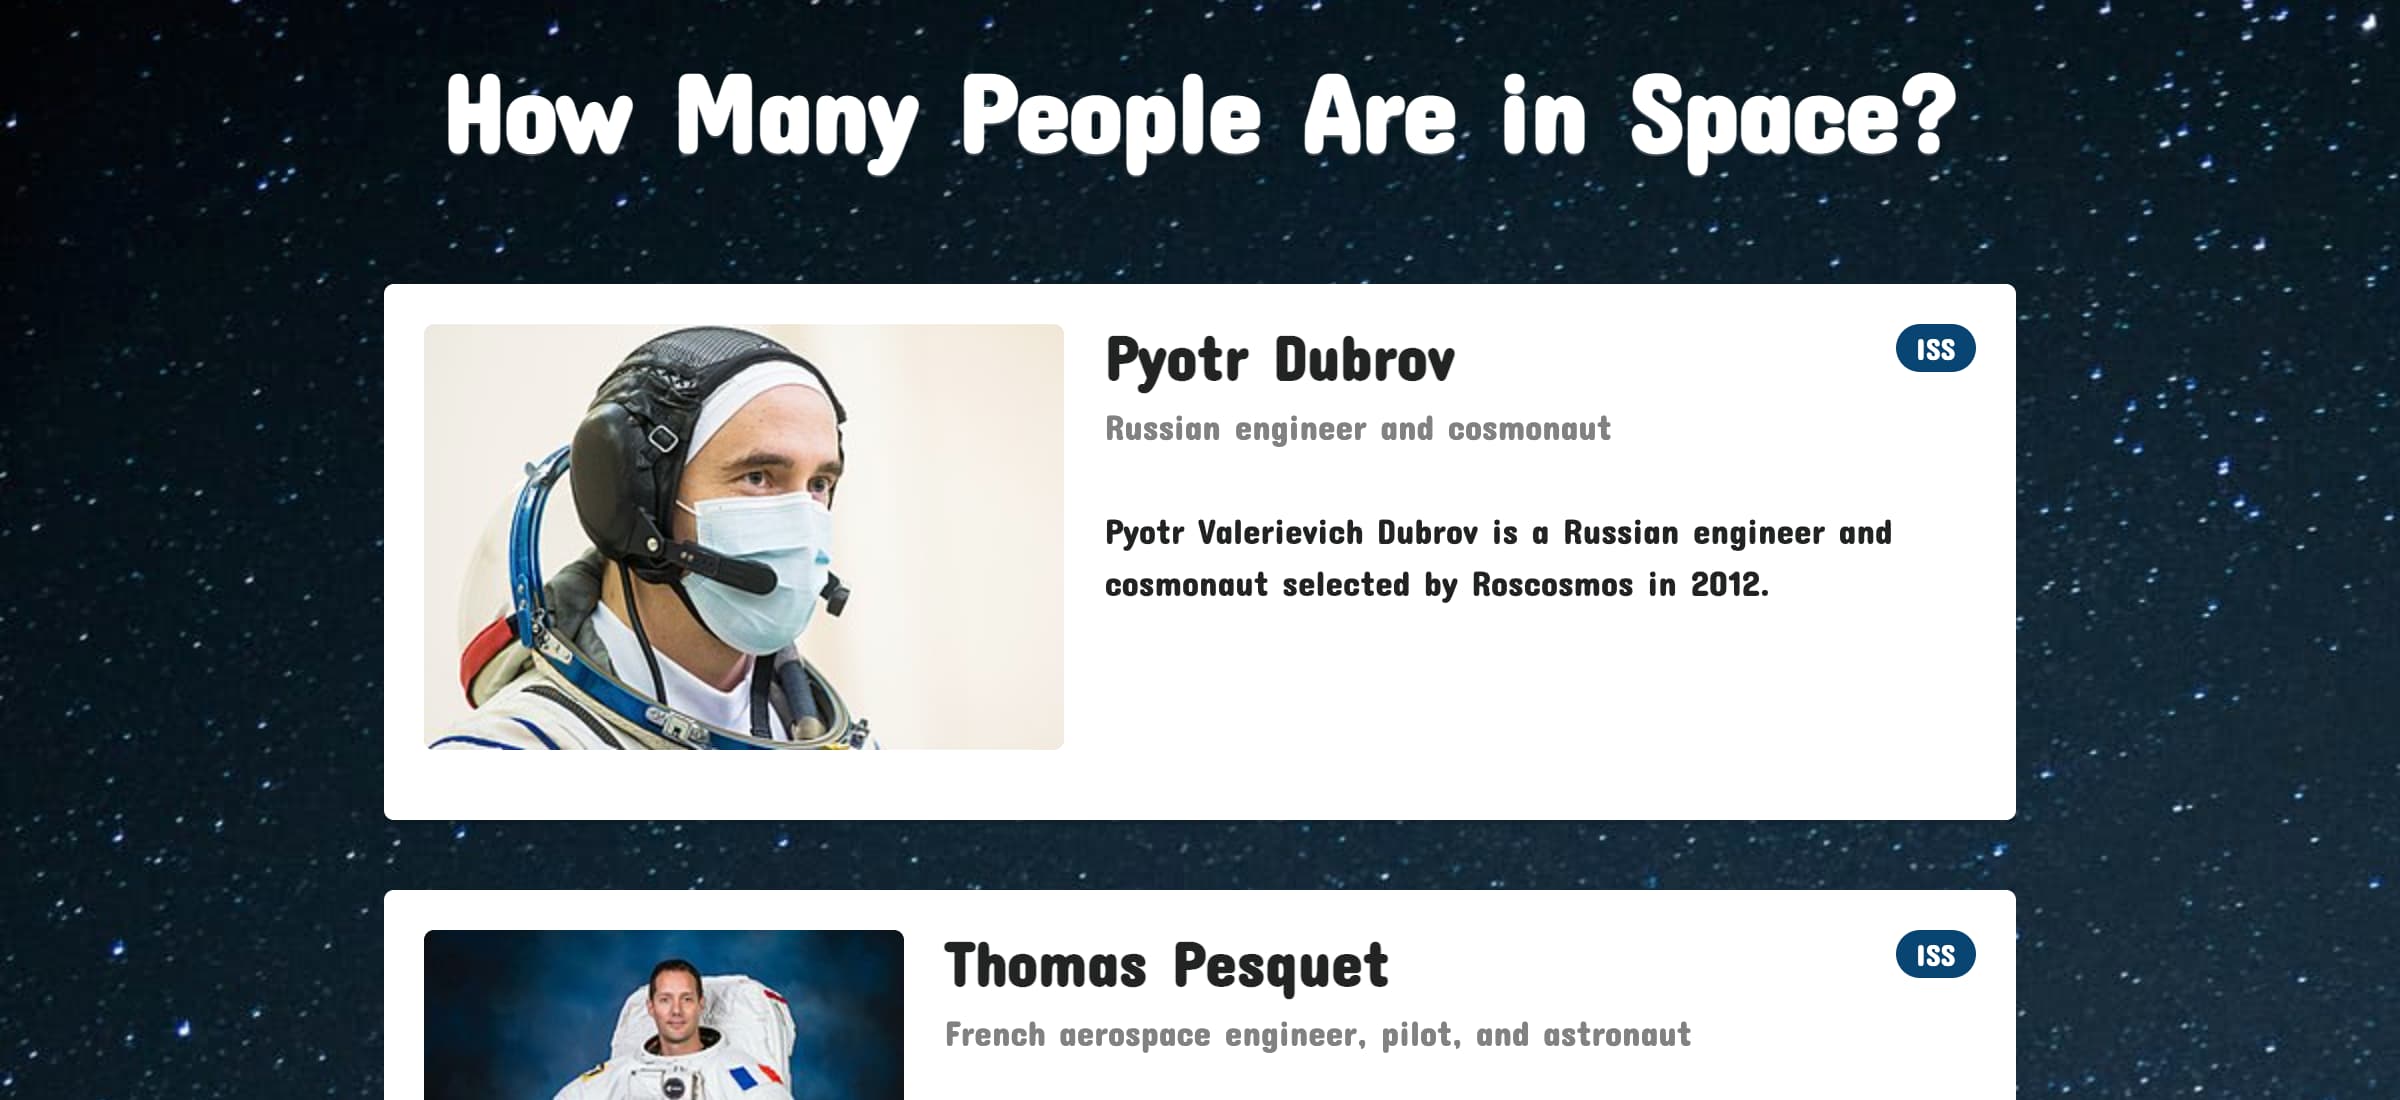 How Many People Are in Space?
Pyotr Dubrov
ISS
Russian engineer and cosmonaut
Pyotr Valerievich Dubrov is a Russian engineer and
cosmonaut selected by Roscosmos in 2012.
Thomas Pesquet
ISS
French aerospace engineer, pilot, and astronaut